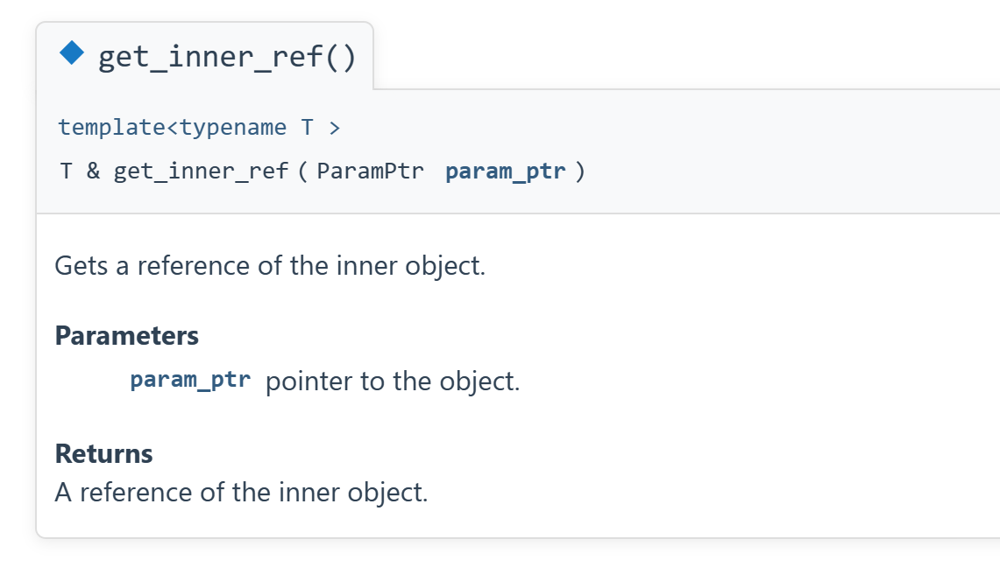 get_inner_ref()
template<typename T >
T & get_inner_ref ( ParamPtr param_ptr )
Gets a reference of the inner object.
Parameters
param_ptr pointer to the object.
Returns
A reference of the inner object.